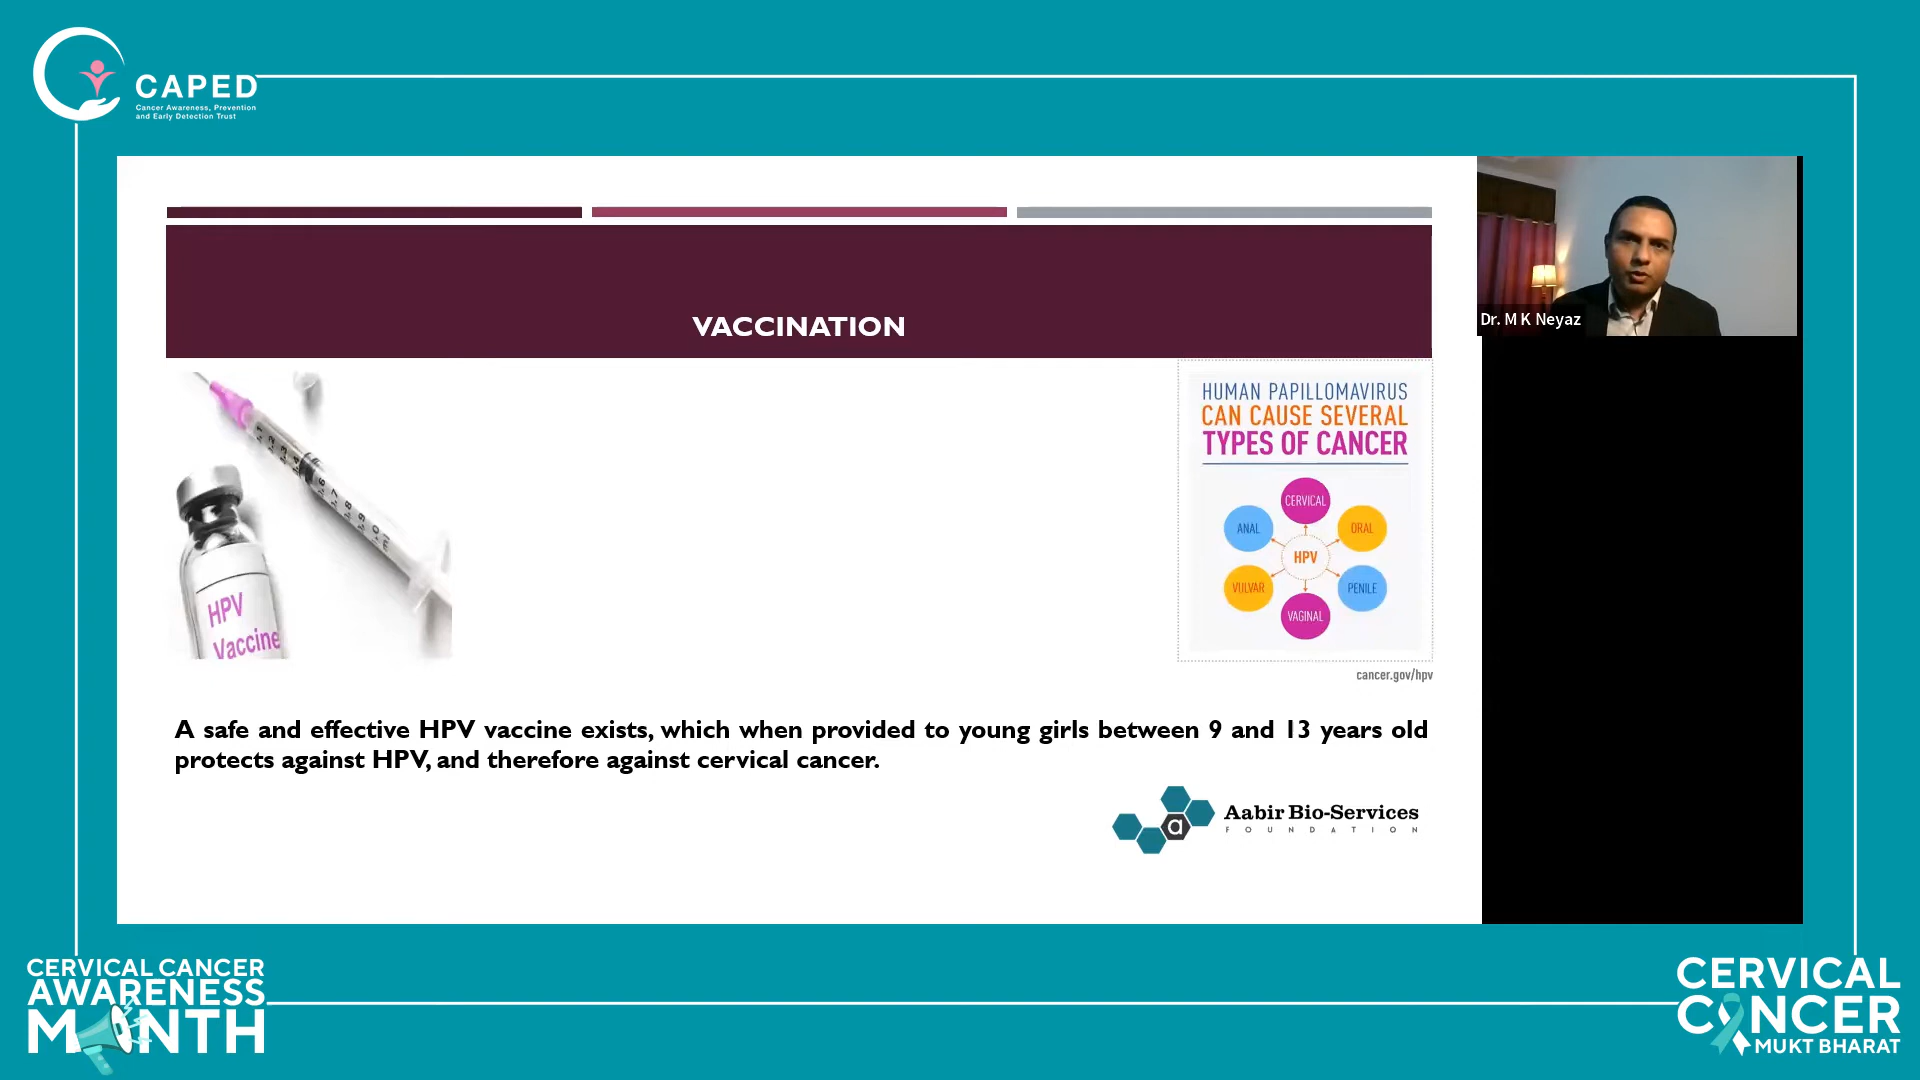 CAPED
Cancer Awareness, Prevention
and Early Detection Trust
VACCINATION
Dr. M K Neyaz
HPV
Vaccine
HUMAN PAPILLOMAVIRUS
CAN CAUSE SEVERAL
TYPES OF CANCER
CERVICAL
ANAL
ORAL
HPV
VULVAR
PENILE
VAGINAL
cancer.gov/hpv
A safe and effective HPV vaccine exists, which when provided to young girls between 9 and 13 years old
protects against HPV, and therefore against cervical cancer.
a
Aabir Bio-Services
FOUNDATION
CERVICAL CANCER
AWARENESS
MONTH
CERVICAL
CANCER
MUKT BHARAT